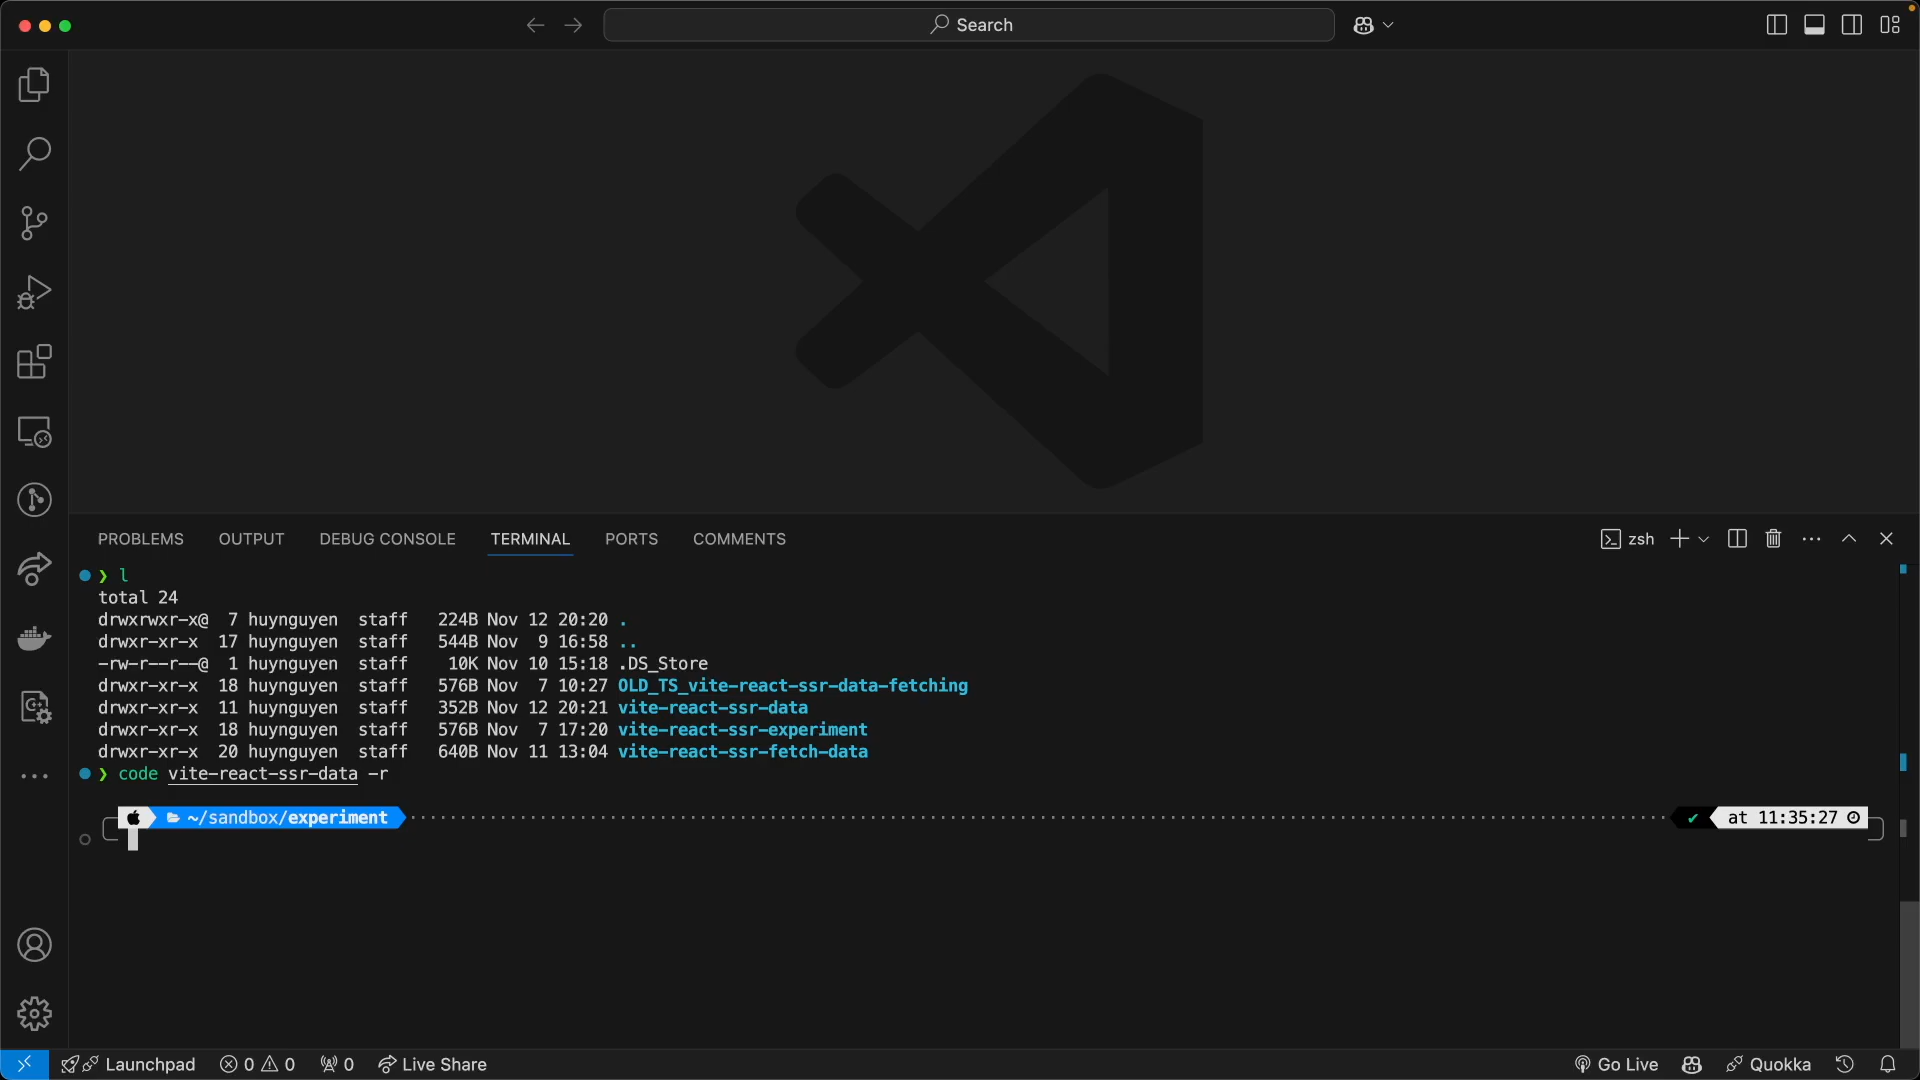 Search
PROBLEMS OUTPUT DEBUG CONSOLE TERMINAL PORTS COMMENTS zsh
❯ l
total 24
drwxrwxr-x@ 7 huynguyen staff 224B Nov 12 20:20 .
drwxr-xr-x 17 huynguyen staff 544B Nov 9 16:58 ..
-rw-r--r--@ 1 huynguyen staff 10K Nov 10 15:18 .DS_Store
drwxr-xr-x 18 huynguyen staff 576B Nov 7 10:27 OLD_TS_vite-react-ssr-data-fetching
drwxr-xr-x 11 huynguyen staff 352B Nov 12 20:21 vite-react-ssr-data
drwxr-xr-x 18 huynguyen staff 576B Nov 7 17:20 vite-react-ssr-experiment
drwxr-xr-x 20 huynguyen staff 640B Nov 11 13:04 vite-react-ssr-fetch-data
❯ code vite-react-ssr-data -r
~/sandbox/experiment ✔ at 11:35:27
Launchpad 0 0 0 Live Share Go Live Quokka